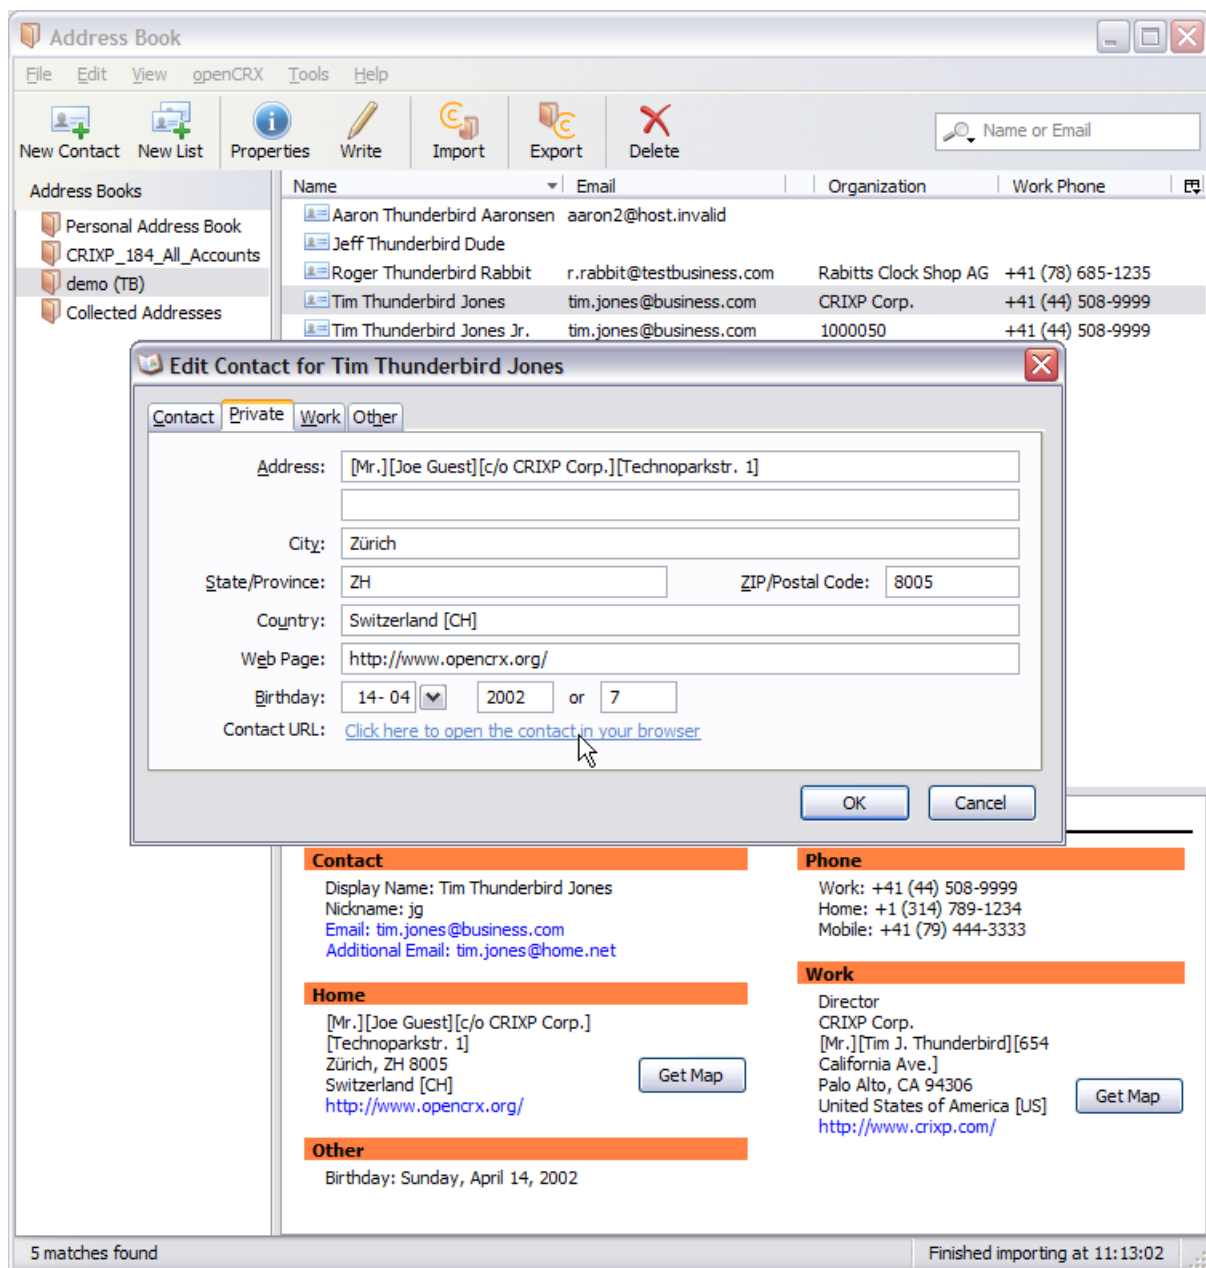 Address Book
File Edit View openCRX Tools Help
New Contact New List Properties Write Import Export Delete Name or Email
Address Books
Personal Address Book
CRIXP_184_All_Accounts
demo (TB)
Collected Addresses
Name Email Organization Work Phone
Aaron Thunderbird Aaronsen aaron2@host.invalid
Jeff Thunderbird Dude
Roger Thunderbird Rabbit r.rabbit@testbusiness.com Rabitts Clock Shop AG +41 (78) 685-1235
Tim Thunderbird Jones tim.jones@business.com CRIXP Corp. +41 (44) 508-9999
Tim Thunderbird Jones Jr. tim.jones@business.com 1000050 +41 (44) 508-9999
Edit Contact for Tim Thunderbird Jones
Contact Private Work Other
Address: [Mr.][Joe Guest][c/o CRIXP Corp.][Technoparkstr. 1]
City: Zürich
State/Province: ZH ZIP/Postal Code: 8005
Country: Switzerland [CH]
Web Page: http://www.opencrx.org/
Birthday: 14- 04 2002 or 7
Contact URL: Click here to open the contact in your browser
OK Cancel
Contact
Display Name: Tim Thunderbird Jones
Nickname: jg
Email: tim.jones@business.com
Additional Email: tim.jones@home.net
Phone
Work: +41 (44) 508-9999
Home: +1 (314) 789-1234
Mobile: +41 (79) 444-3333
Home
[Mr.][Joe Guest][c/o CRIXP Corp.]
[Technoparkstr. 1]
Zürich, ZH 8005
Switzerland [CH]
http://www.opencrx.org/
Get Map
Work
Director
CRIXP Corp.
[Mr.][Tim J. Thunderbird][654
California Ave.]
Palo Alto, CA 94306
United States of America [US]
http://www.crixp.com/
Get Map
Other
Birthday: Sunday, April 14, 2002
5 matches found
Finished importing at 11:13:02